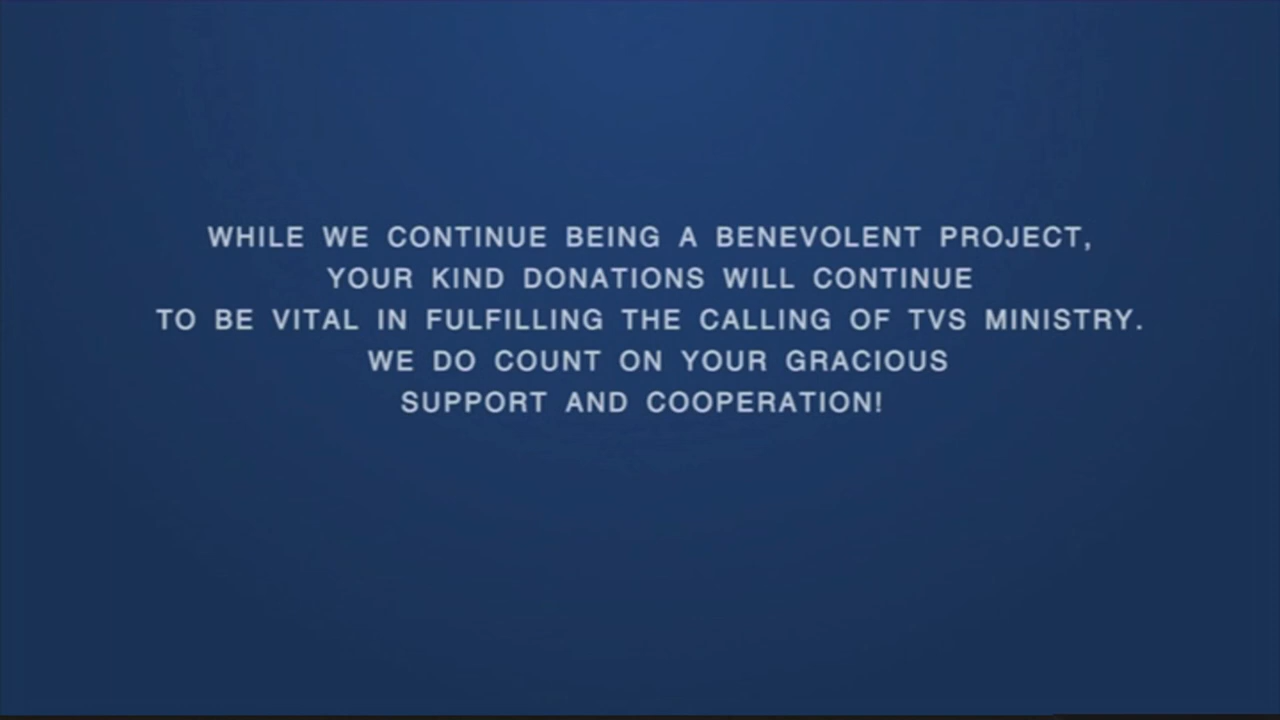 WHILE WE CONTINUE BEING A BENEVOLENT PROJECT,
YOUR KIND DONATIONS WILL CONTINUE
TO BE VITAL IN FULFILLING THE CALLING OF TVS MINISTRY.
WE DO COUNT ON YOUR GRACIOUS
SUPPORT AND COOPERATION!